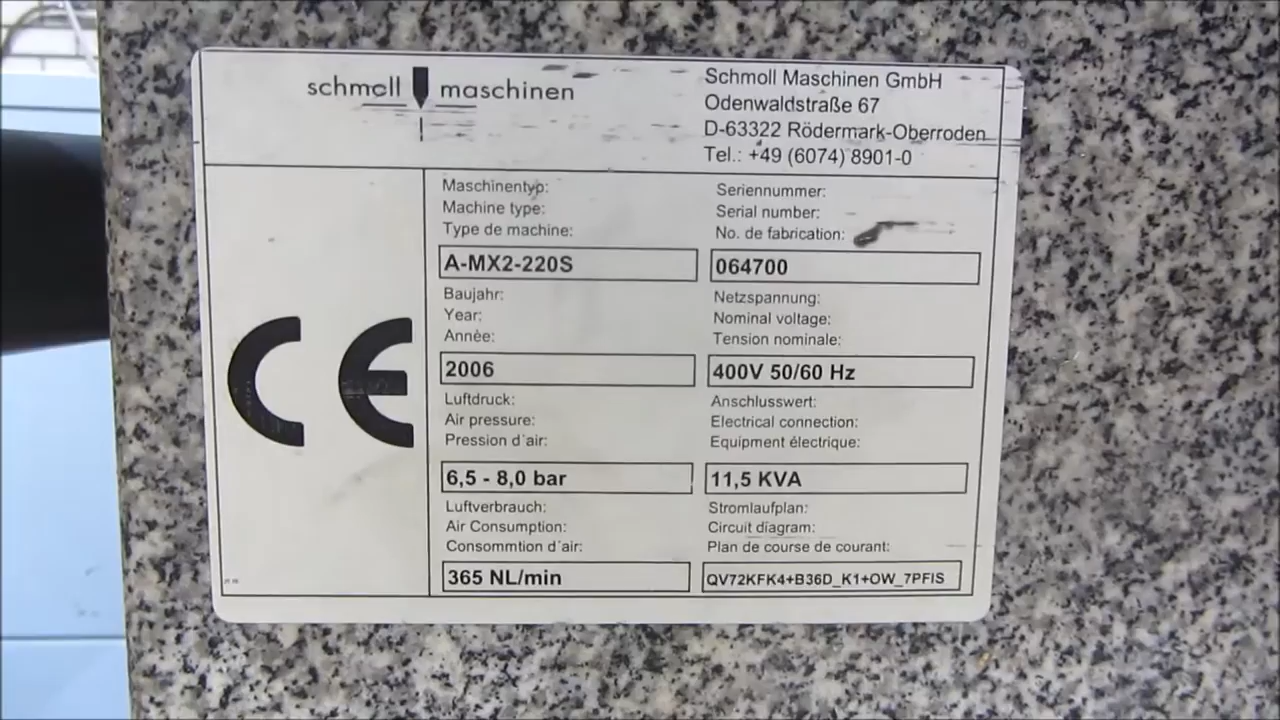 schmoll maschinen
Schmoll Maschinen GmbH
Odenwaldstraße 67
D-63322 Rödermark-Oberroden
Tel.: +49 (6074) 8901-0
CE
Maschinentyp:
Machine type:
Type de machine:
A-MX2-220S
Seriennummer:
Serial number:
No. de fabrication:
064700
Baujahr:
Year:
Annèe:
2006
Netzspannung:
Nominal voltage:
Tension nominale:
400V 50/60 Hz
Luftdruck:
Air pressure:
Pression d´air:
6,5 - 8,0 bar
Anschlusswert:
Electrical connection:
Equipment électrique:
11,5 KVA
Luftverbrauch:
Air Consumption:
Consommtion d´air:
365 NL/min
Stromlaufplan:
Circuit diagram:
Plan de course de courant:
QV72KFK4+B36D_K1+OW_7PFIS